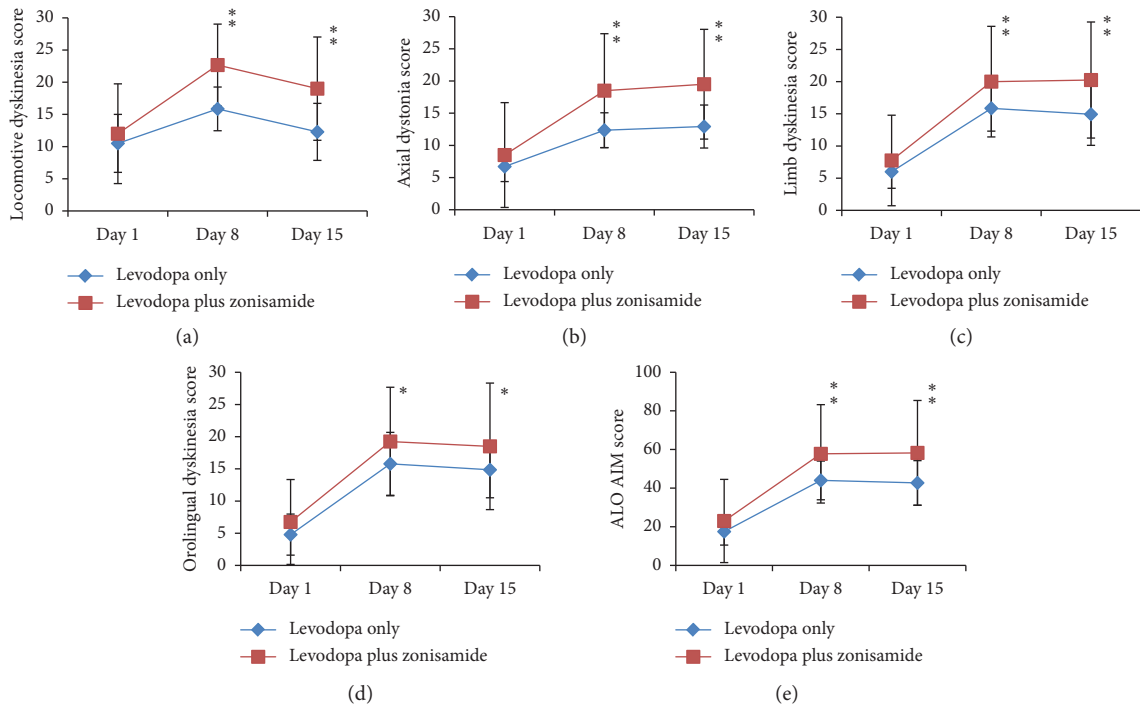 Locomotive dyskinesia score
30
25
20
15
10
5
0
*
*
*
*
Day 1 Day 8 Day 15
Levodopa only
Levodopa plus zonisamide
(a)
Axial dystonia score
30
25
20
15
10
5
0
*
*
*
*
Day 1 Day 8 Day 15
Levodopa only
Levodopa plus zonisamide
(b)
Limb dyskinesia score
30
25
20
15
10
5
0
*
*
*
*
Day 1 Day 8 Day 15
Levodopa only
Levodopa plus zonisamide
(c)
Orolingual dyskinesia score
30
25
20
15
10
5
0
*
*
Day 1 Day 8 Day 15
Levodopa only
Levodopa plus zonisamide
(d)
ALO AIM score
100
80
60
40
20
0
*
*
*
*
Day 1 Day 8 Day 15
Levodopa only
Levodopa plus zonisamide
(e)